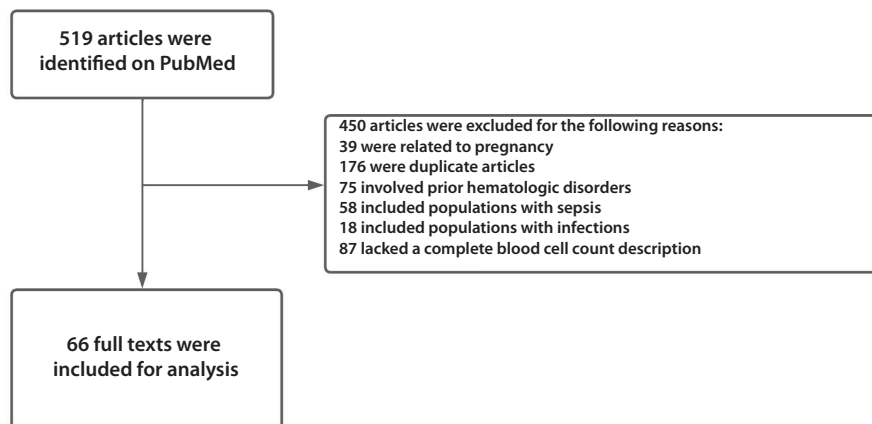 519 articles were
identified on PubMed
450 articles were excluded for the following reasons:
39 were related to pregnancy
176 were duplicate articles
75 involved prior hematologic disorders
58 included populations with sepsis
18 included populations with infections
87 lacked a complete blood cell count description
66 full texts were
included for analysis